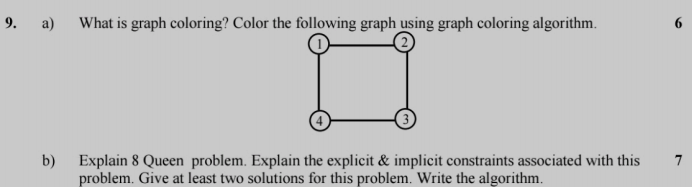 9. a) What is graph coloring? Color the following graph using graph coloring algorithm. 6
1 2
4 3
b) Explain 8 Queen problem. Explain the explicit & implicit constraints associated with this 7
problem. Give at least two solutions for this problem. Write the algorithm.